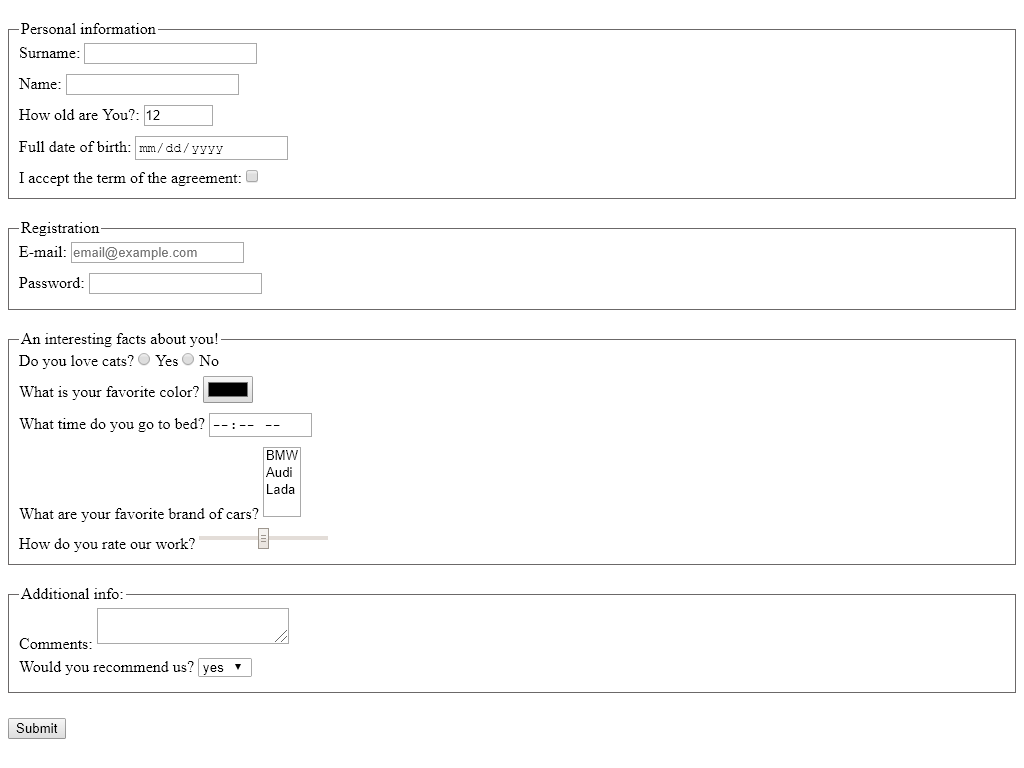 Personal information
Surname:
Name:
How old are You?: 12
Full date of birth: mm/dd/yyyy
I accept the term of the agreement:
Registration
E-mail: email@example.com
Password:
An interesting facts about you!
Do you love cats? Yes No
What is your favorite color?
What time do you go to bed? --:-- --
BMW
Audi
Lada
What are your favorite brand of cars?
How do you rate our work?
Additional info:
Comments:
Would you recommend us? yes
Submit